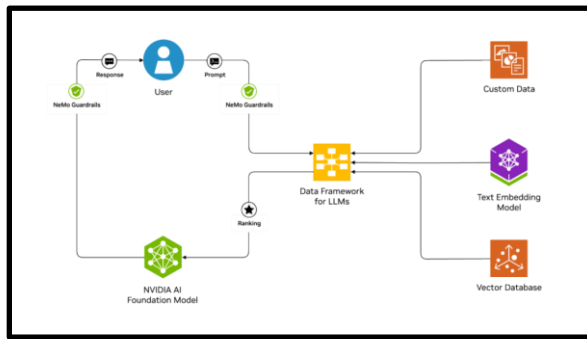 Response
User
Prompt
NeMo Guardrails
NeMo Guardrails
Custom Data
Data Framework
for LLMs
Text Embedding
Model
Ranking
NVIDIA AI
Foundation Model
Vector Database